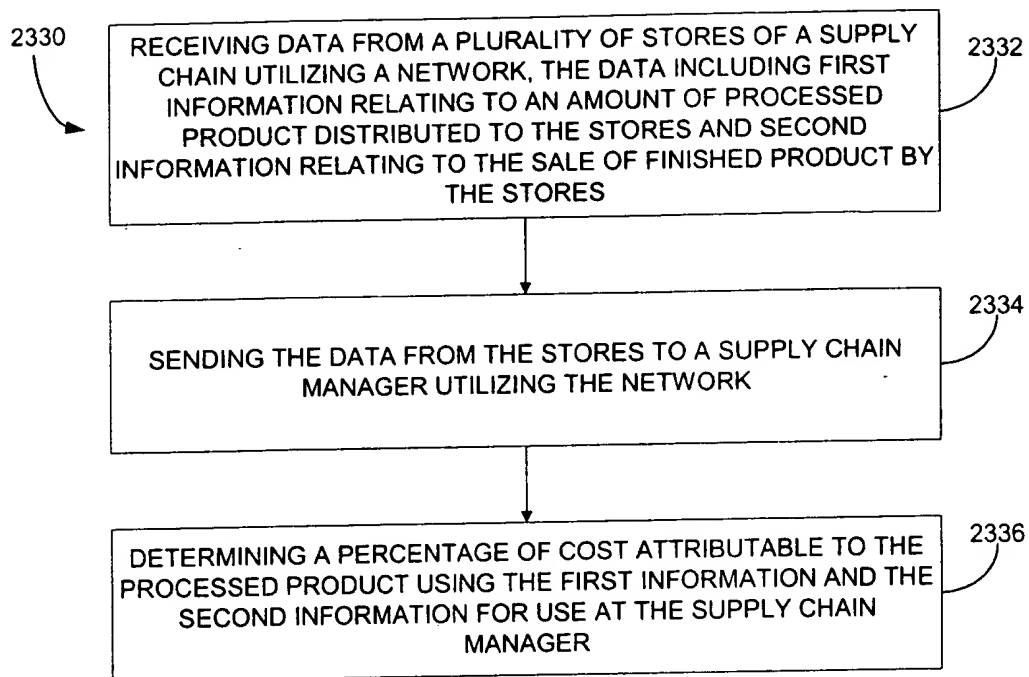 2330
RECEIVING DATA FROM A PLURALITY OF STORES OF A SUPPLY
CHAIN UTILIZING A NETWORK, THE DATA INCLUDING FIRST
INFORMATION RELATING TO AN AMOUNT OF PROCESSED
PRODUCT DISTRIBUTED TO THE STORES AND SECOND
INFORMATION RELATING TO THE SALE OF FINISHED PRODUCT BY
THE STORES
2332
SENDING THE DATA FROM THE STORES TO A SUPPLY CHAIN
MANAGER UTILIZING THE NETWORK
2334
DETERMINING A PERCENTAGE OF COST ATTRIBUTABLE TO THE
PROCESSED PRODUCT USING THE FIRST INFORMATION AND THE
SECOND INFORMATION FOR USE AT THE SUPPLY CHAIN
MANAGER
2336